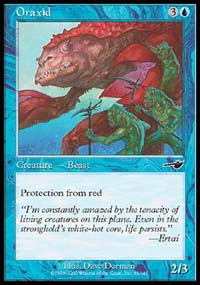 Oraxid
3
Creature — Beast
Protection from red
"I'm constantly amazed by the tenacity of
living creatures on this plane. Even in the
stronghold's white-hot core, life persists."
—Ertai
Illus. Dave Dorman
2/3